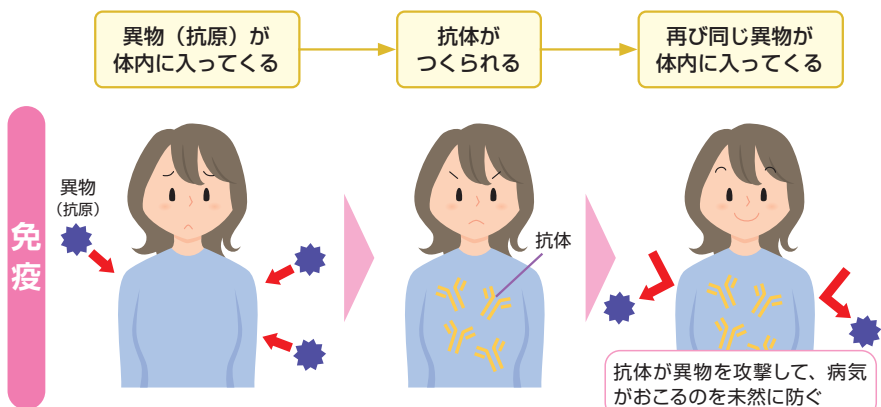 異物（抗原）が
体内に入ってくる
抗体が
つくられる
再び同じ異物が
体内に入ってくる
免疫
異物
（抗原）
抗体
抗体が異物を攻撃して、病気
がおこるのを未然に防ぐ